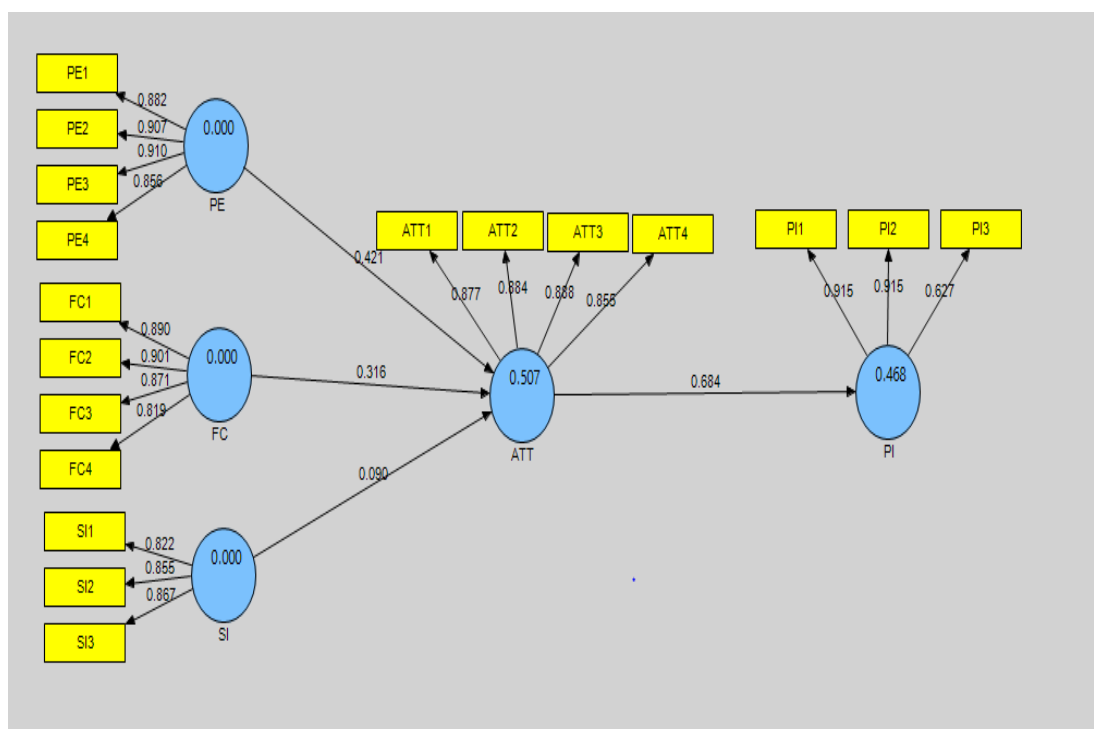 PE1
0.882
PE2
0.907
PE3
0.910
PE4
0.856
0.000
PE
0.421
FC1
0.890
FC2
0.901
FC3
0.871
FC4
0.819
0.000
FC
0.316
SI1
0.822
SI2
0.855
SI3
0.867
0.000
SI
0.090
ATT1
ATT2
ATT3
ATT4
0.877
0.884
0.888
0.855
0.507
ATT
0.684
PI1
PI2
PI3
0.915
0.915
0.627
0.468
PI